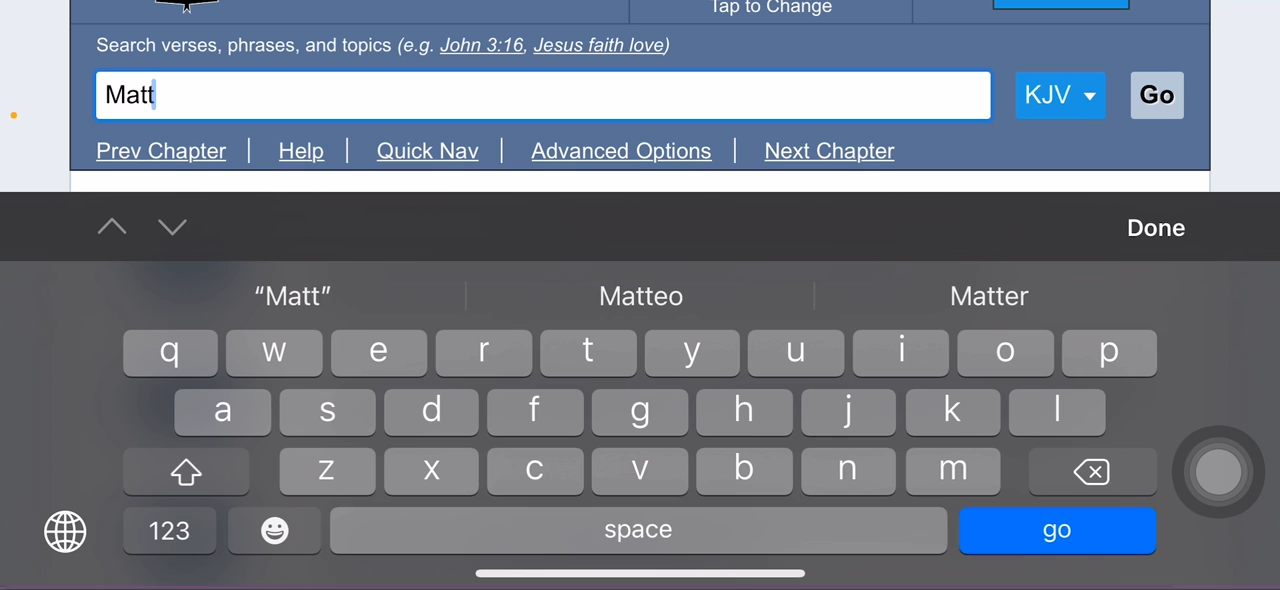 Tap to Change
Search verses, phrases, and topics (e.g. John 3:16, Jesus faith love)
Matt KJV Go
Prev Chapter | Help | Quick Nav | Advanced Options | Next Chapter
Done
“Matt” Matteo Matter
q w e r t y u i o p
a s d f g h j k l
z x c v b n m
123 space go